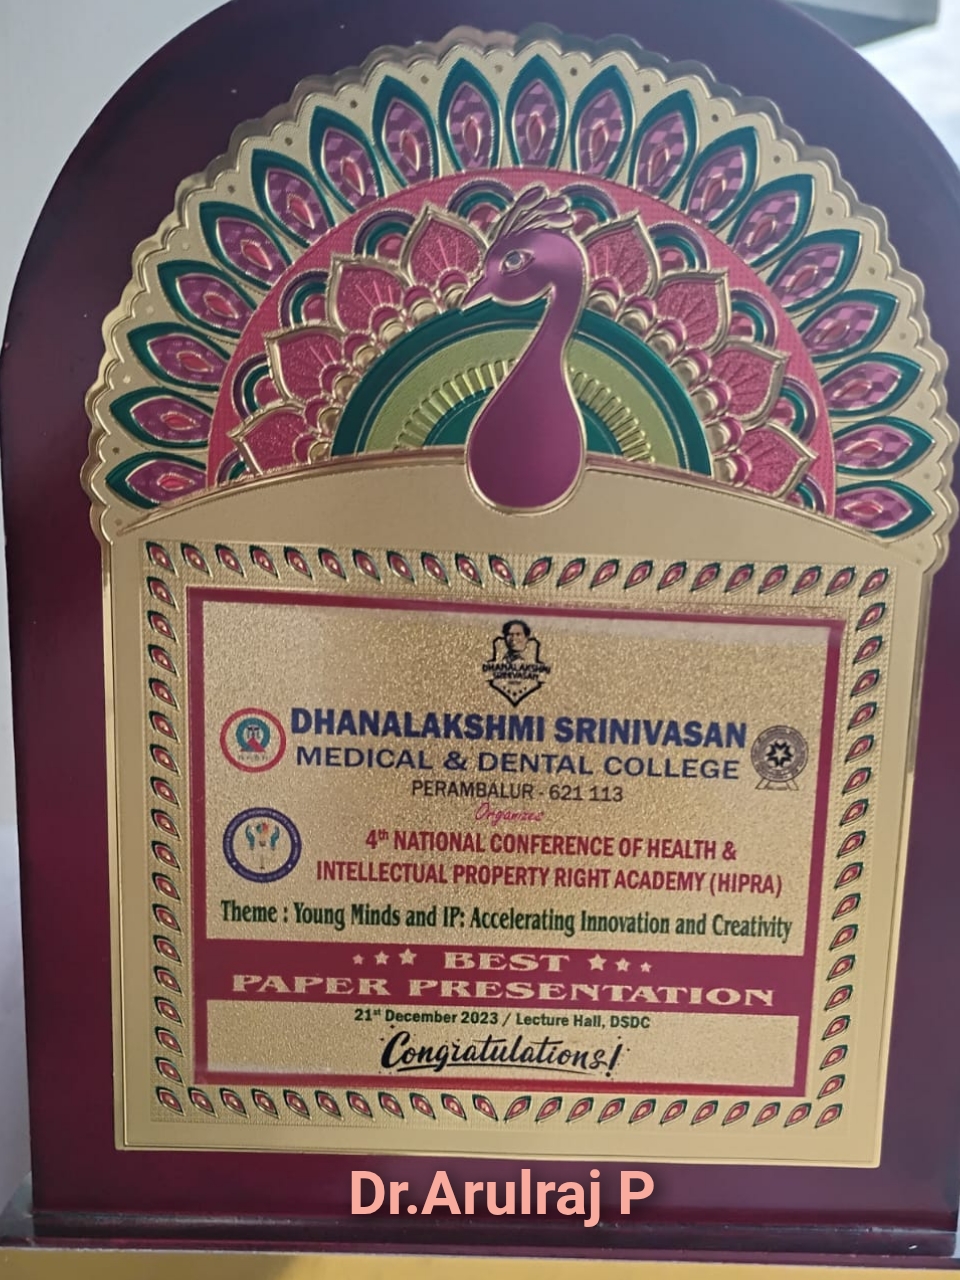 DHANALAKSHMI
SRINIVASAN
DHANALAKSHMI SRINIVASAN
MEDICAL & DENTAL COLLEGE
PERAMBALUR - 621 113
Organizes
4th NATIONAL CONFERENCE OF HEALTH &
INTELLECTUAL PROPERTY RIGHT ACADEMY (HIPRA)
Theme : Young Minds and IP: Accelerating Innovation and Creativity
BEST
PAPER PRESENTATION
21st December 2023 / Lecture Hall, DSDC
Congratulations!
Dr.Arulraj P